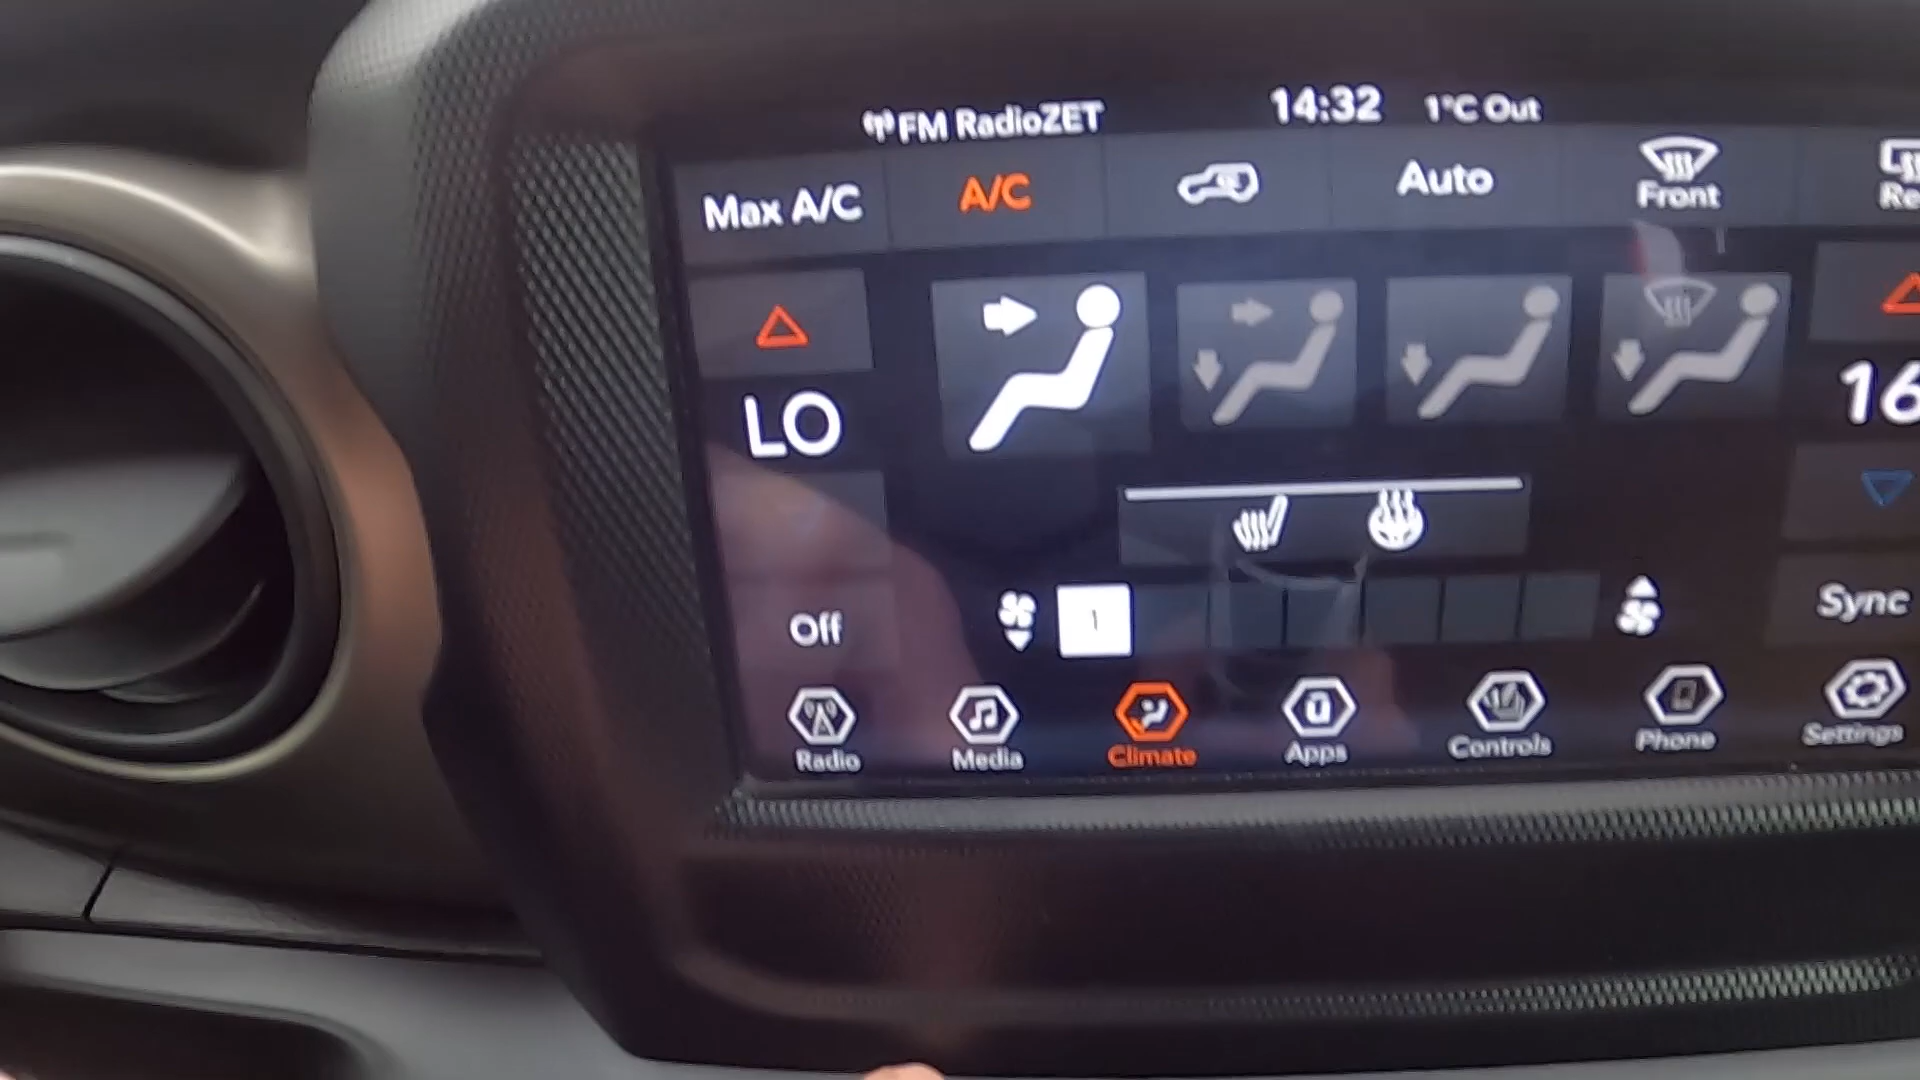 FM RadioZET 14:32 1°C Out
Max A/C A/C Auto Front
LO 16
Off 1 Sync
Radio Media Climate Apps Controls Phone Settings